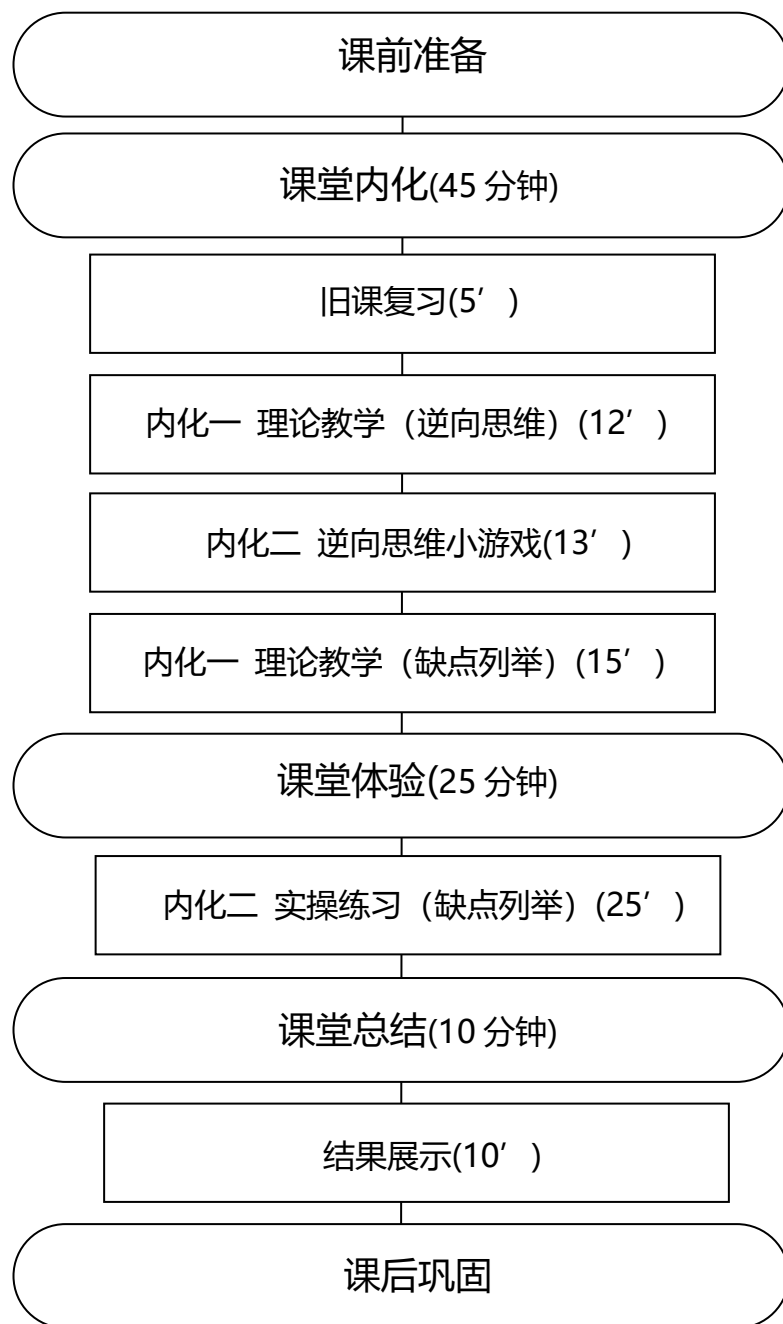 课前准备
课堂内化(45 分钟)
旧课复习(5′)
内化一 理论教学（逆向思维）(12′)
内化二 逆向思维小游戏(13′)
内化一 理论教学（缺点列举）(15′)
课堂体验(25 分钟)
内化二 实操练习（缺点列举）(25′)
课堂总结(10 分钟)
结果展示(10′)
课后巩固